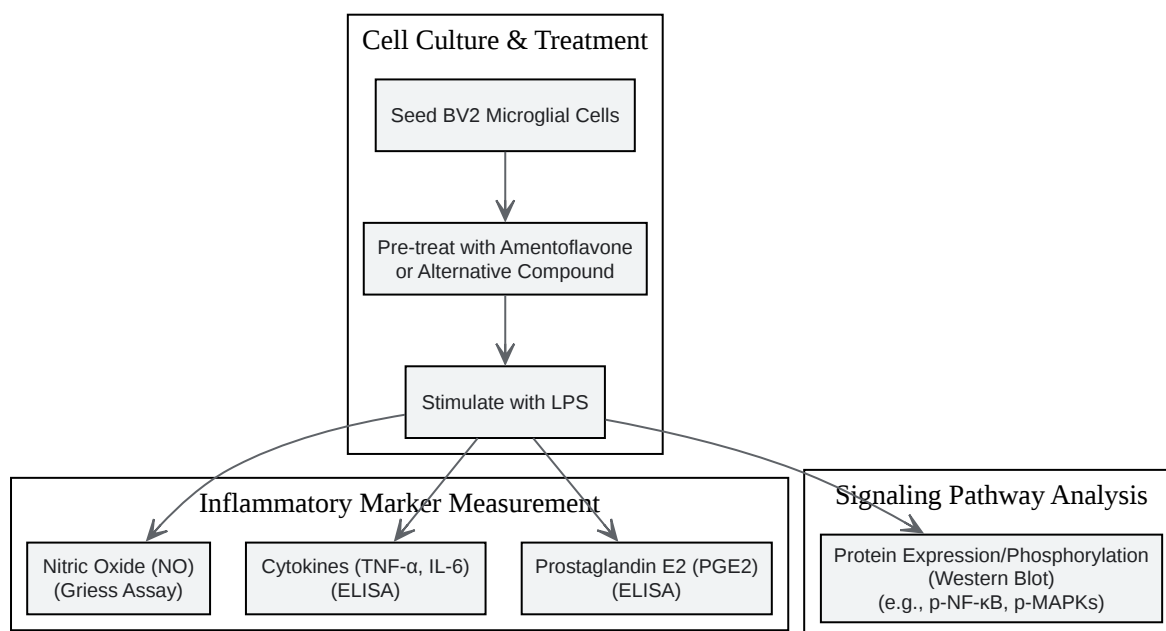 Cell Culture & Treatment
Seed BV2 Microglial Cells
Pre-treat with Amentoflavone
or Alternative Compound
Stimulate with LPS
Inflammatory Marker Measurement
Nitric Oxide (NO)
(Griess Assay)
Cytokines (TNF-α, IL-6)
(ELISA)
Prostaglandin E2 (PGE2)
(ELISA)
Signaling Pathway Analysis
Protein Expression/Phosphorylation
(Western Blot)
(e.g., p-NF-κB, p-MAPKs)